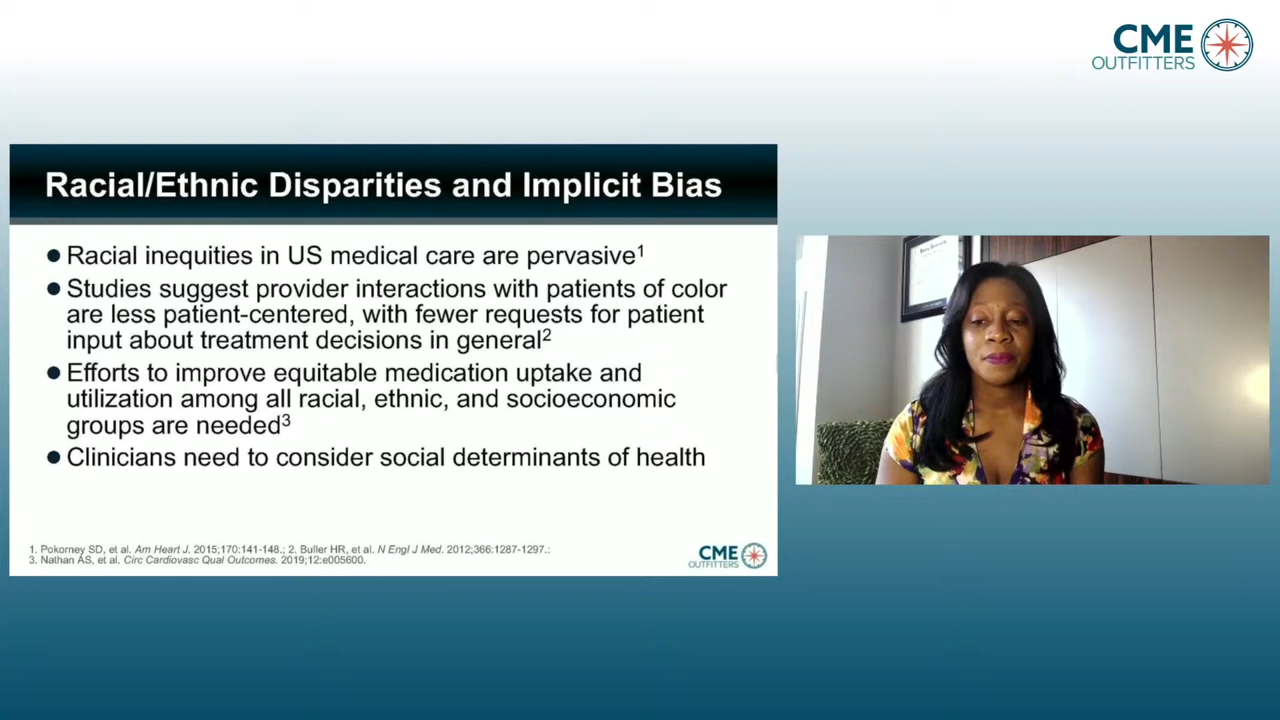 CME
OUTFITTERS
Racial/Ethnic Disparities and Implicit Bias
● Racial inequities in US medical care are pervasive1
● Studies suggest provider interactions with patients of color
are less patient-centered, with fewer requests for patient
input about treatment decisions in general2
● Efforts to improve equitable medication uptake and
utilization among all racial, ethnic, and socioeconomic
groups are needed3
● Clinicians need to consider social determinants of health
1. Pokorney SD, et al. Am Heart J. 2015;170:141-148.; 2. Buller HR, et al. N Engl J Med. 2012;366:1287-1297.:
3. Nathan AS, et al. Circ Cardiovasc Qual Outcomes. 2019;12:e005600.
CME
OUTFITTERS